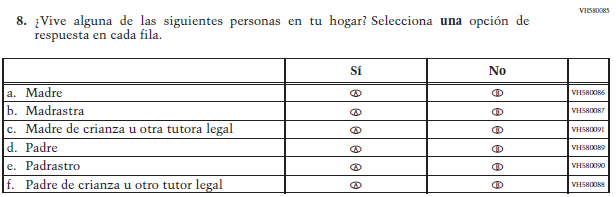 VH580085
8. ¿Vive alguna de las siguientes personas en tu hogar? Selecciona una opción de
respuesta en cada fila.
Sí No
a. Madre Ⓐ Ⓑ VH580086
b. Madrastra Ⓐ Ⓑ VH580087
c. Madre de crianza u otra tutora legal Ⓐ Ⓑ VH580091
d. Padre Ⓐ Ⓑ VH580089
e. Padrastro Ⓐ Ⓑ VH580090
f. Padre de crianza u otro tutor legal Ⓐ Ⓑ VH580088